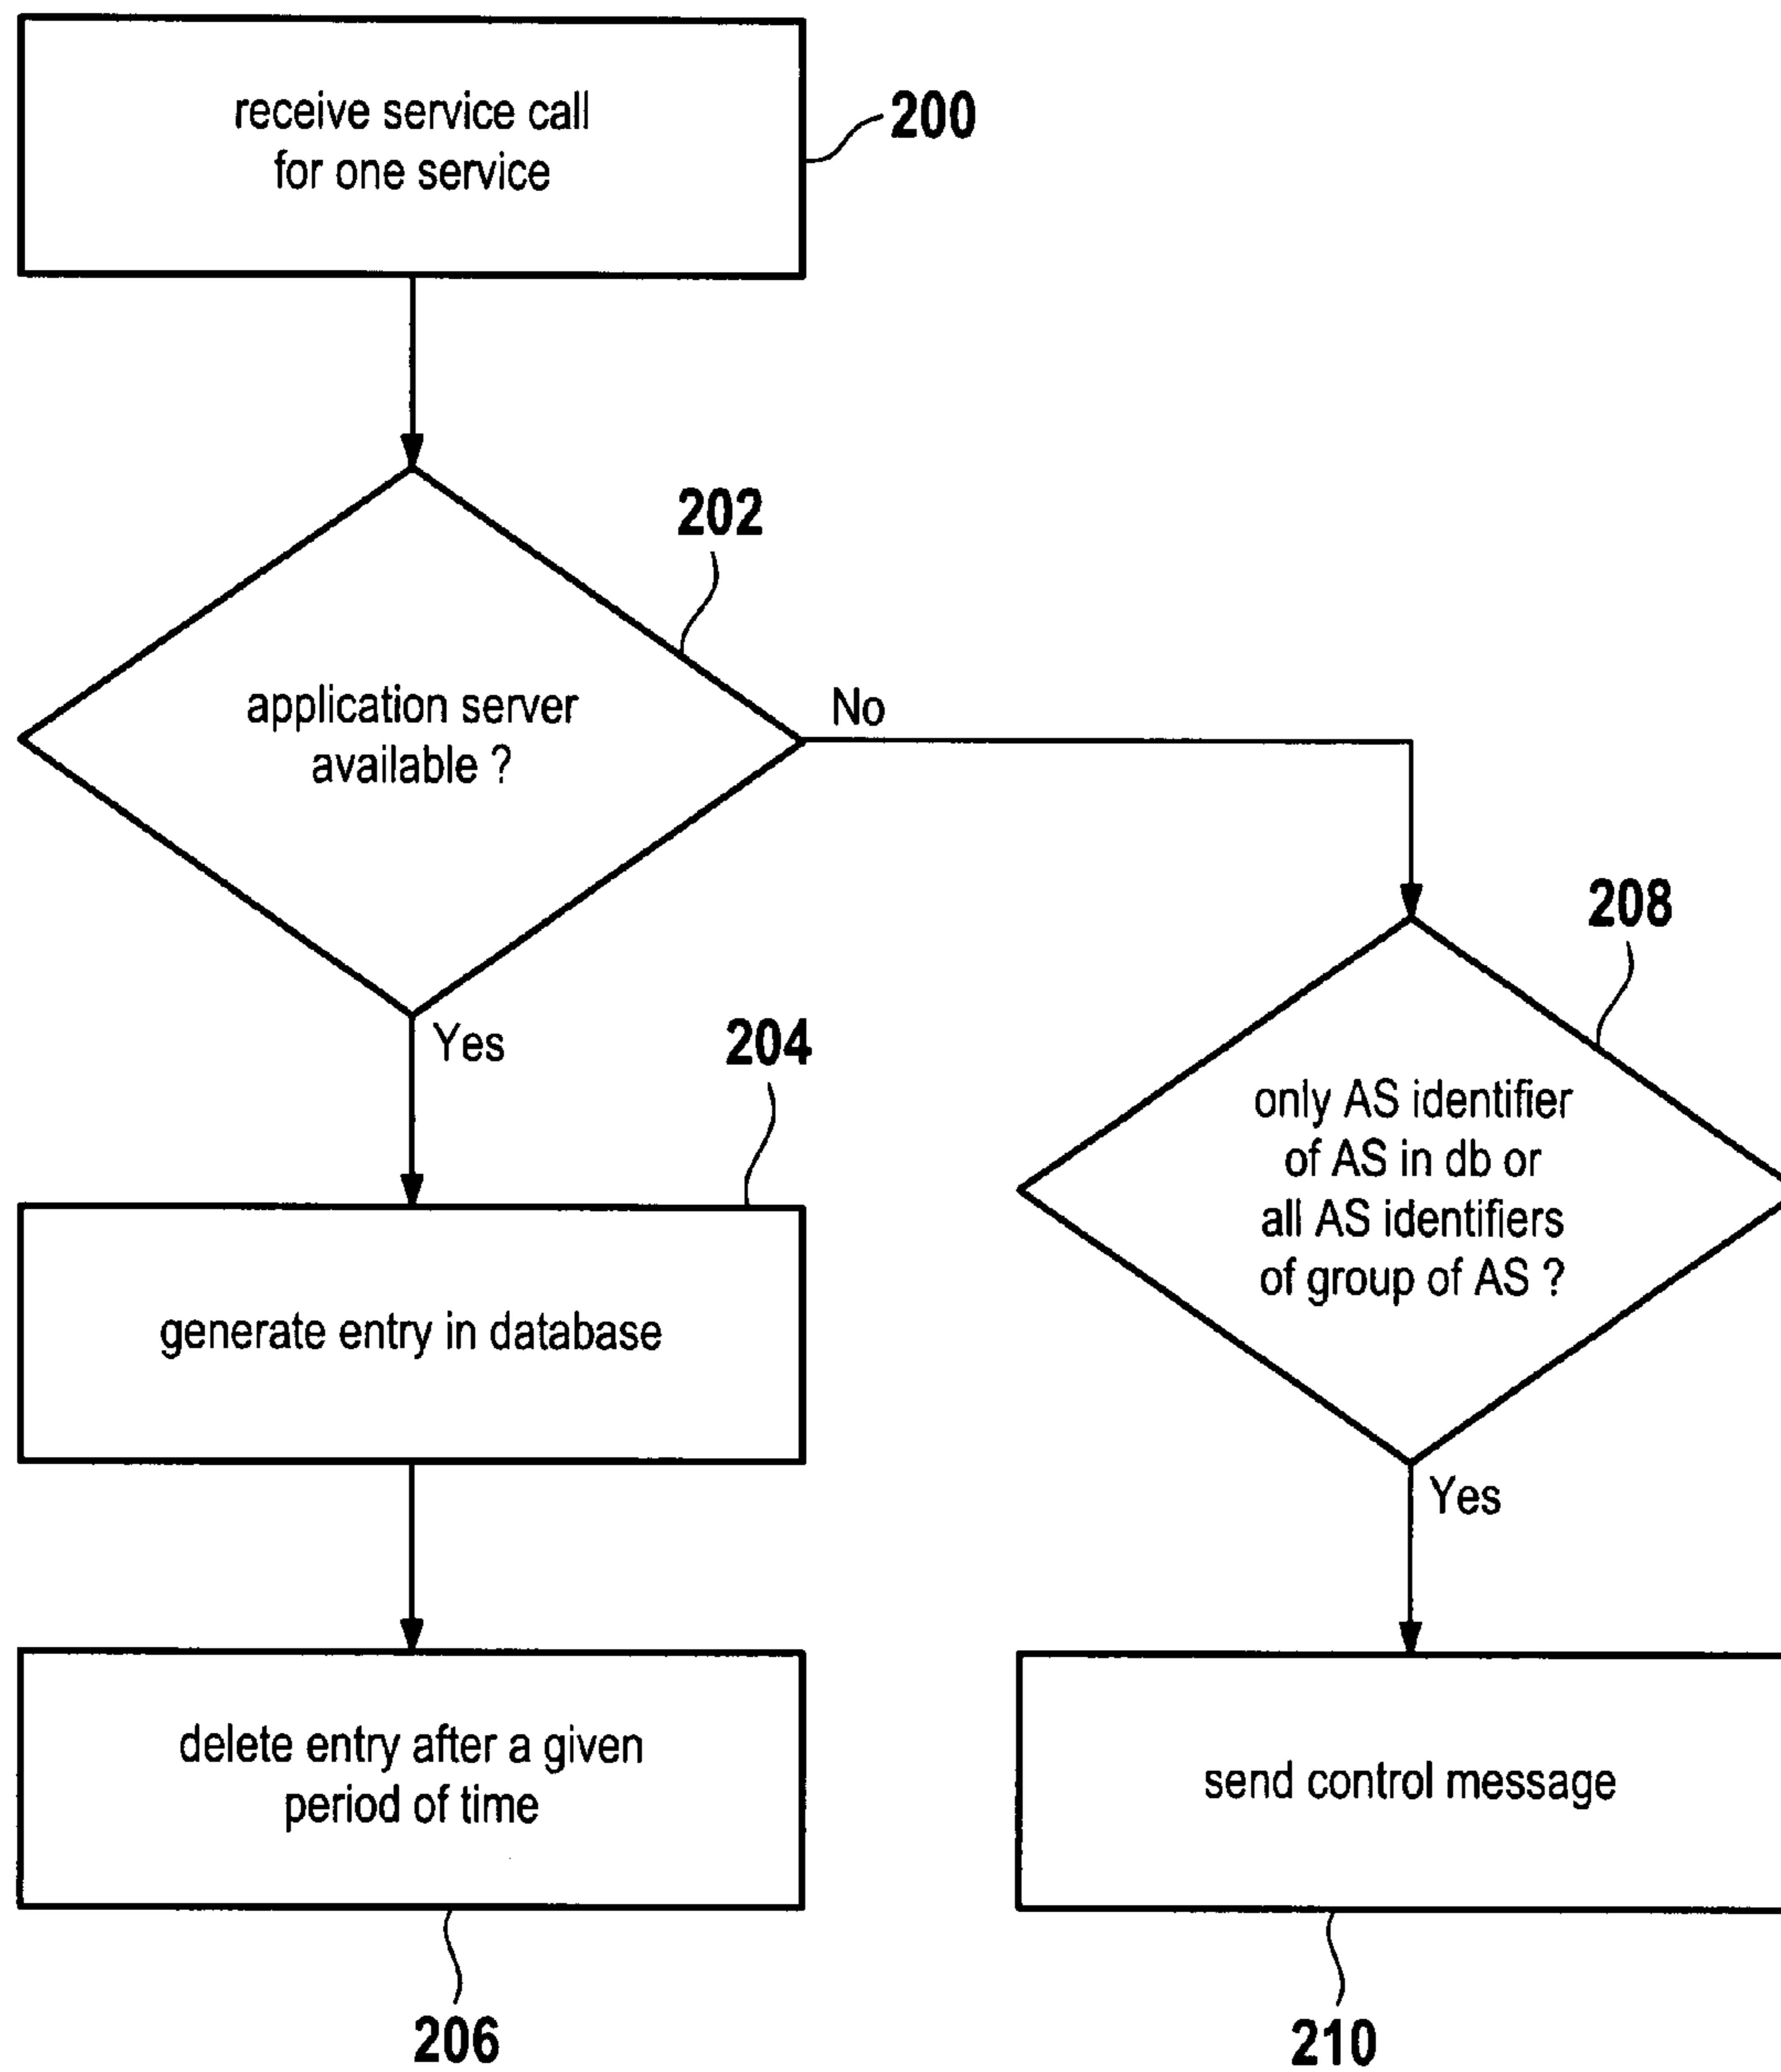 receive service call
for one service
200
202
application server
available ?
No
Yes
204
208
only AS identifier
of AS in db or
all AS identifiers
of group of AS ?
generate entry in database
Yes
delete entry after a given
period of time
send control message
206
210